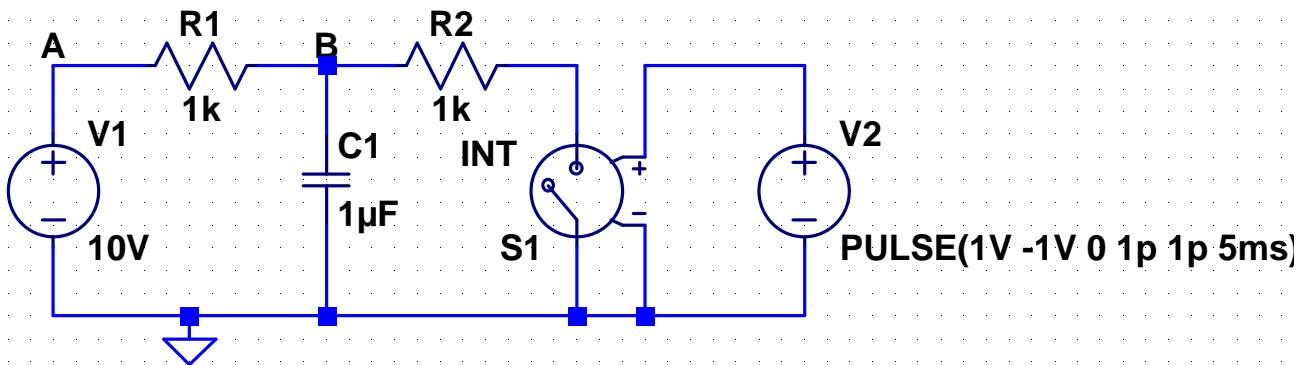 A
R1
1k
B
R2
1k
V1
10V
C1
1µF
INT
S1
+
−
V2
PULSE(1V -1V 0 1p 1p 5ms)